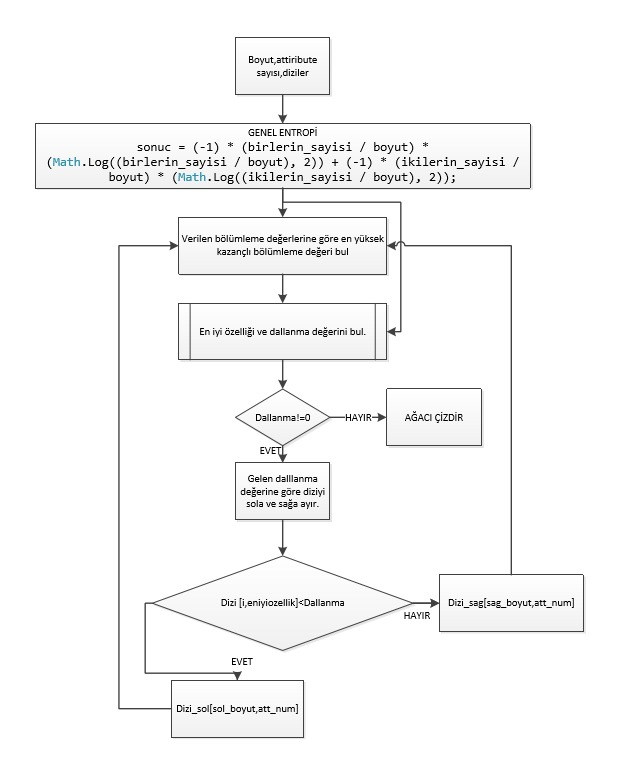 Boyut,attiribute
sayısı,diziler
GENEL ENTROPİ
sonuc = (-1) * (birlerin_sayisi / boyut) *
(Math.Log((birlerin_sayisi / boyut), 2)) + (-1) * (ikilerin_sayisi /
boyut) * (Math.Log((ikilerin_sayisi / boyut), 2));
Verilen bölümleme değerlerine göre en yüksek
kazançlı bölümleme değeri bul
En iyi özelliği ve dallanma değerini bul.
Dallanma!=0
HAYIR
AĞACI ÇİZDİR
EVET
Gelen dalllanma
değerine göre diziyi
sola ve sağa ayır.
Dizi [i,eniyiozellik]<Dallanma
HAYIR
Dizi_sag[sag_boyut,att_num]
EVET
Dizi_sol[sol_boyut,att_num]